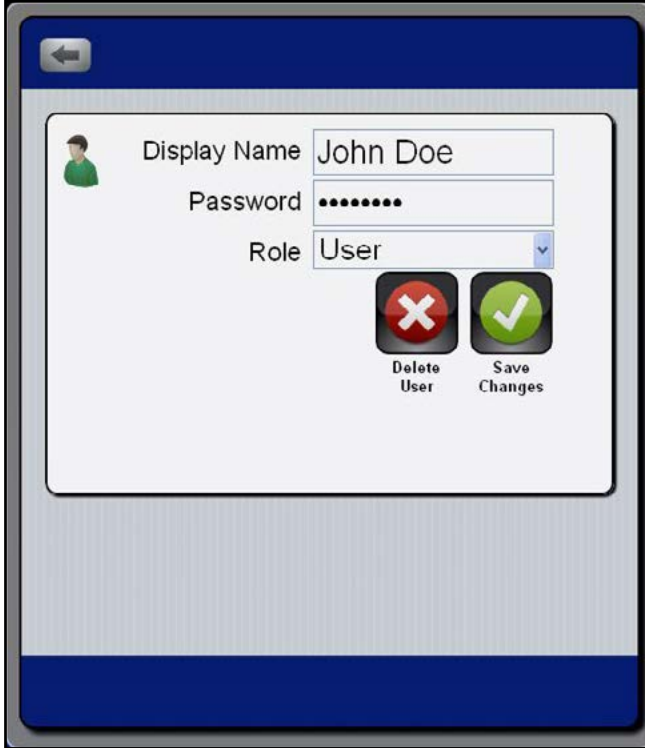 Display Name John Doe
Password ••••••••
Role User
Delete User
Save Changes